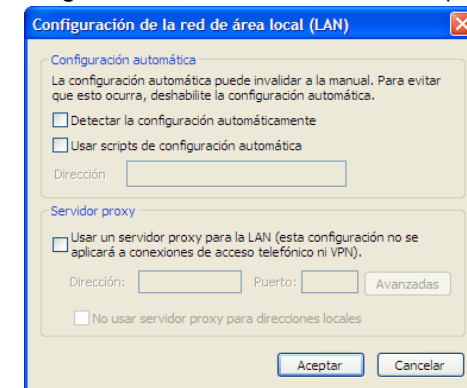 Configuración de la red de área local (LAN)
Configuración automática
La configuración automática puede invalidar a la manual. Para evitar
que esto ocurra, deshabilite la configuración automática.
Detectar la configuración automáticamente
Usar scripts de configuración automática
Dirección
Servidor proxy
Usar un servidor proxy para la LAN (esta configuración no se
aplicará a conexiones de acceso telefónico ni VPN).
Dirección: Puerto: Avanzadas
No usar servidor proxy para direcciones locales
Aceptar Cancelar